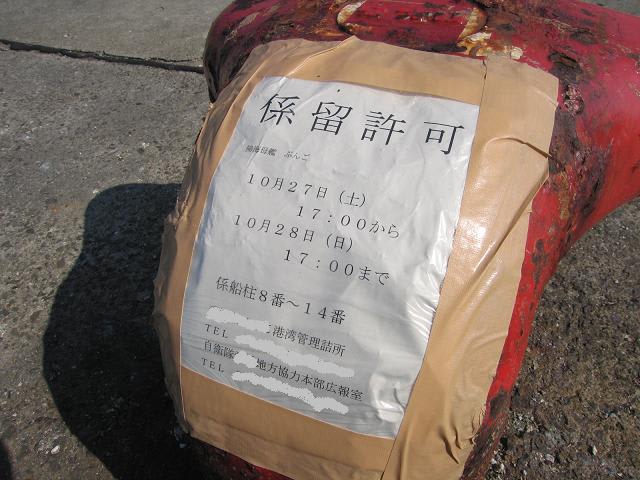 係留許可
掃海母艦 ぶんご
10月27日(土)
17:00から
10月28日(日)
17:00まで
係船柱8番~14番
港湾管理詰所
TEL
自衛隊 地方協力本部広報室
TEL